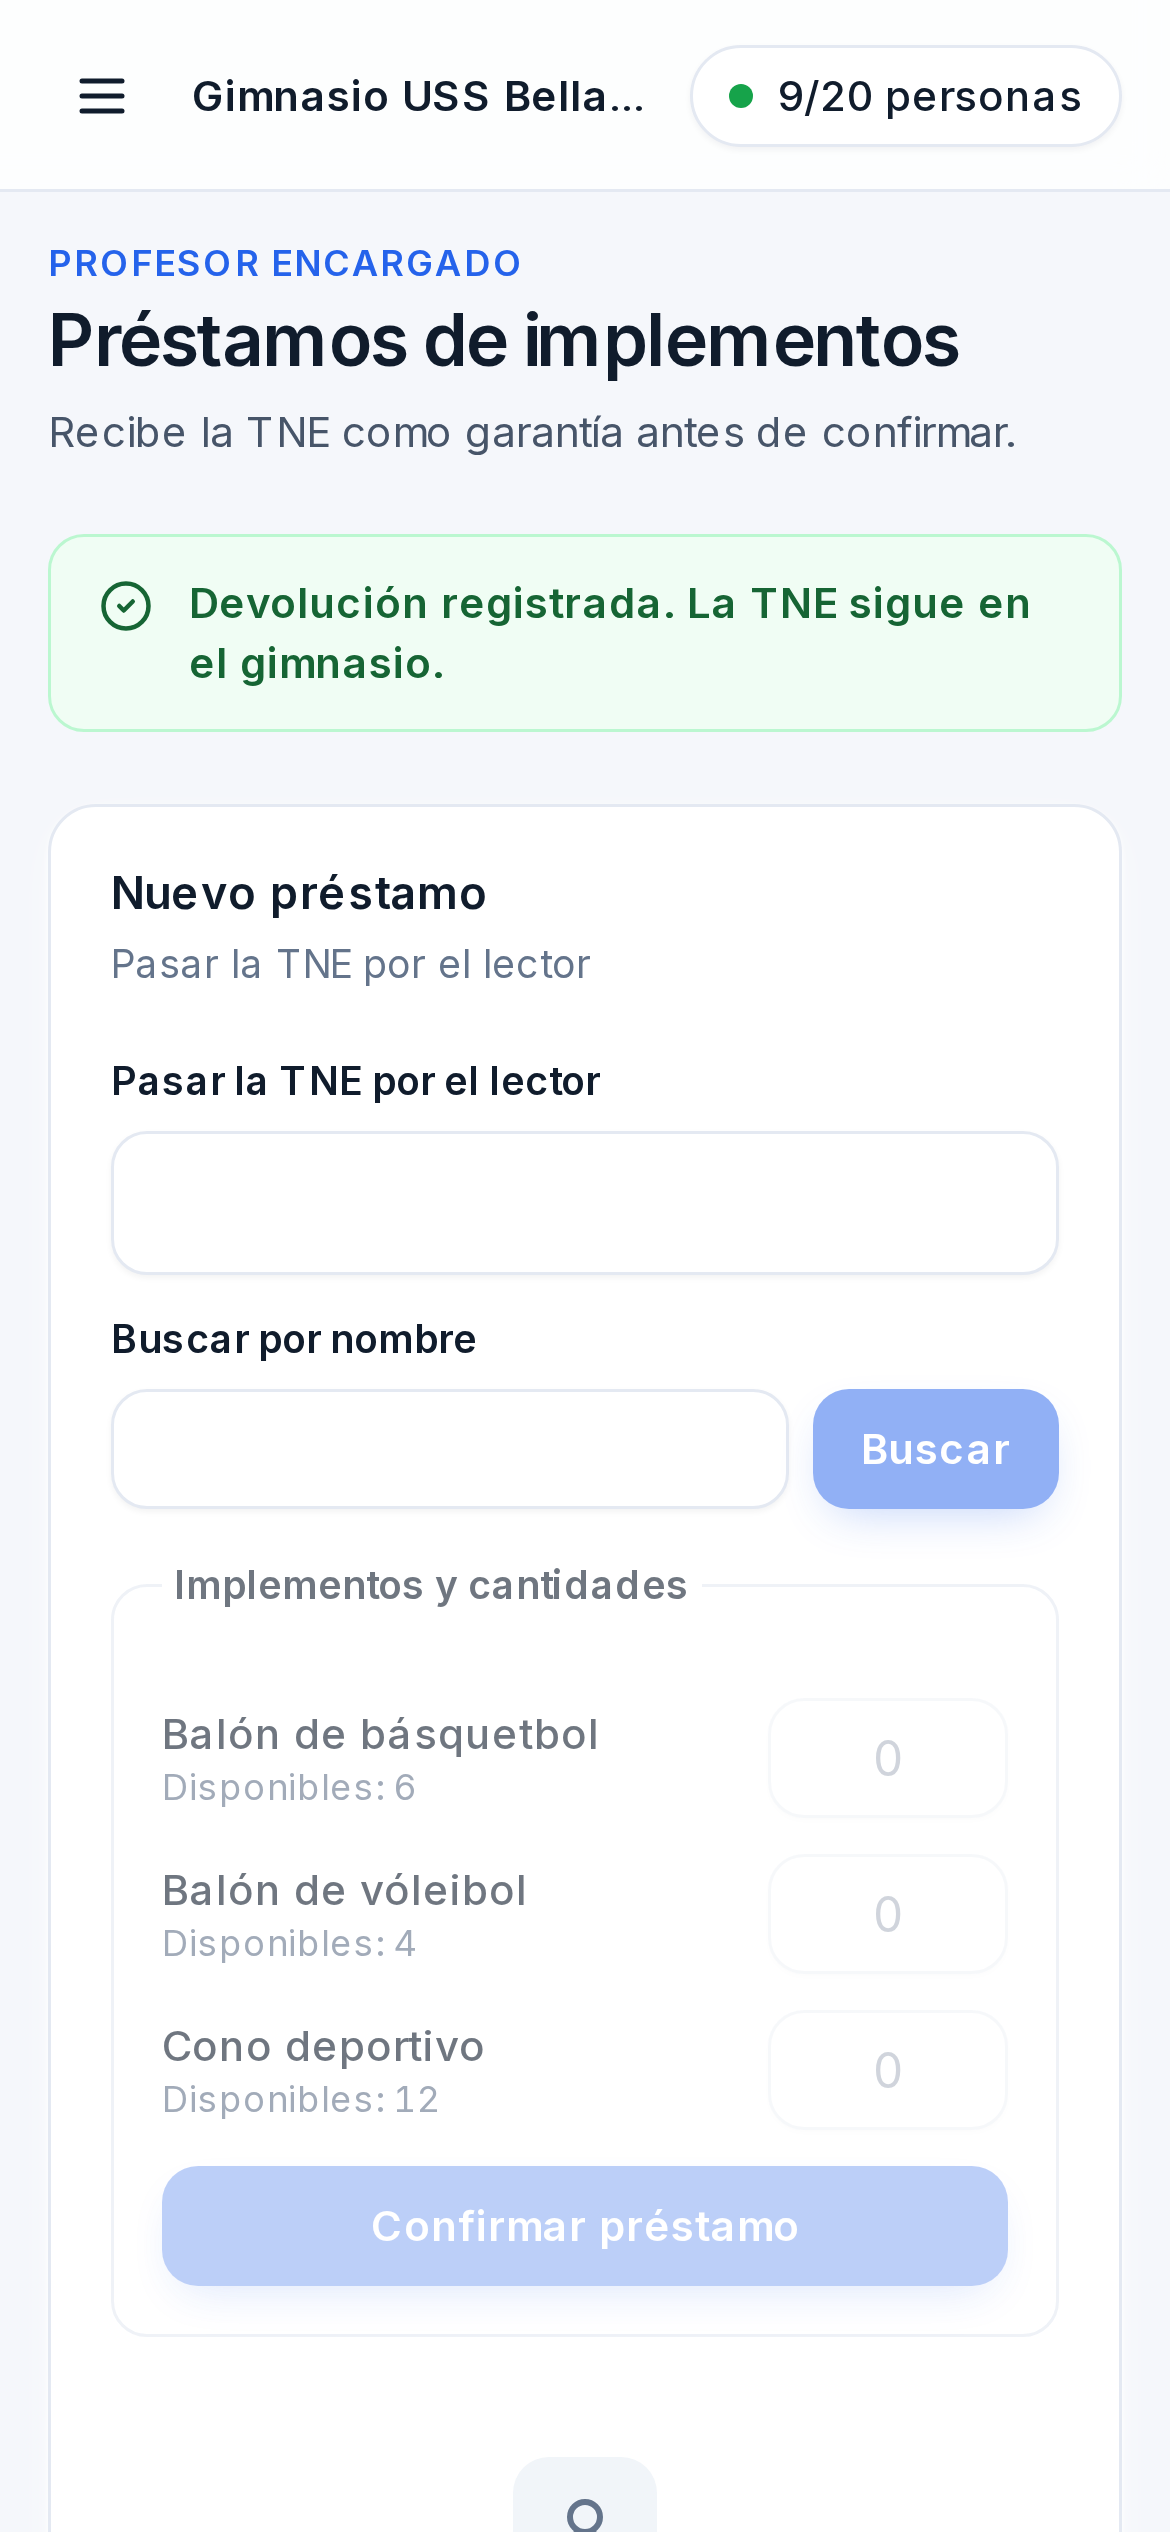 Gimnasio USS Bella...
9/20 personas
PROFESOR ENCARGADO
Préstamos de implementos
Recibe la TNE como garantía antes de confirmar.
Devolución registrada. La TNE sigue en
el gimnasio.
Nuevo préstamo
Pasar la TNE por el lector
Pasar la TNE por el lector
Buscar por nombre
Buscar
Implementos y cantidades
Balón de básquetbol
Disponibles: 6
0
Balón de vóleibol
Disponibles: 4
0
Cono deportivo
Disponibles: 12
0
Confirmar préstamo